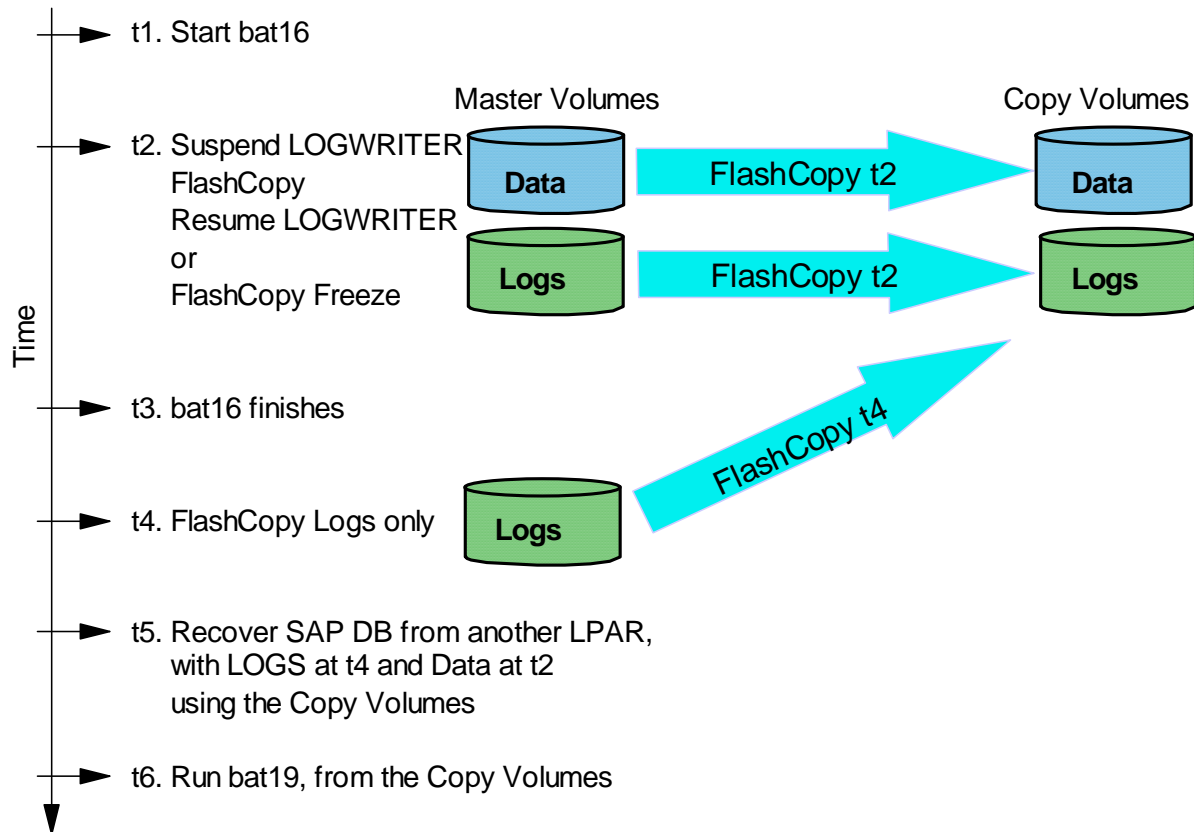 t1. Start bat16
Master Volumes
Copy Volumes
t2. Suspend LOGWRITER
FlashCopy
Resume LOGWRITER
or
FlashCopy Freeze
Data
FlashCopy t2
Data
Logs
FlashCopy t2
Logs
Time
t3. bat16 finishes
FlashCopy t4
t4. FlashCopy Logs only
Logs
t5. Recover SAP DB from another LPAR,
with LOGS at t4 and Data at t2
using the Copy Volumes
t6. Run bat19, from the Copy Volumes